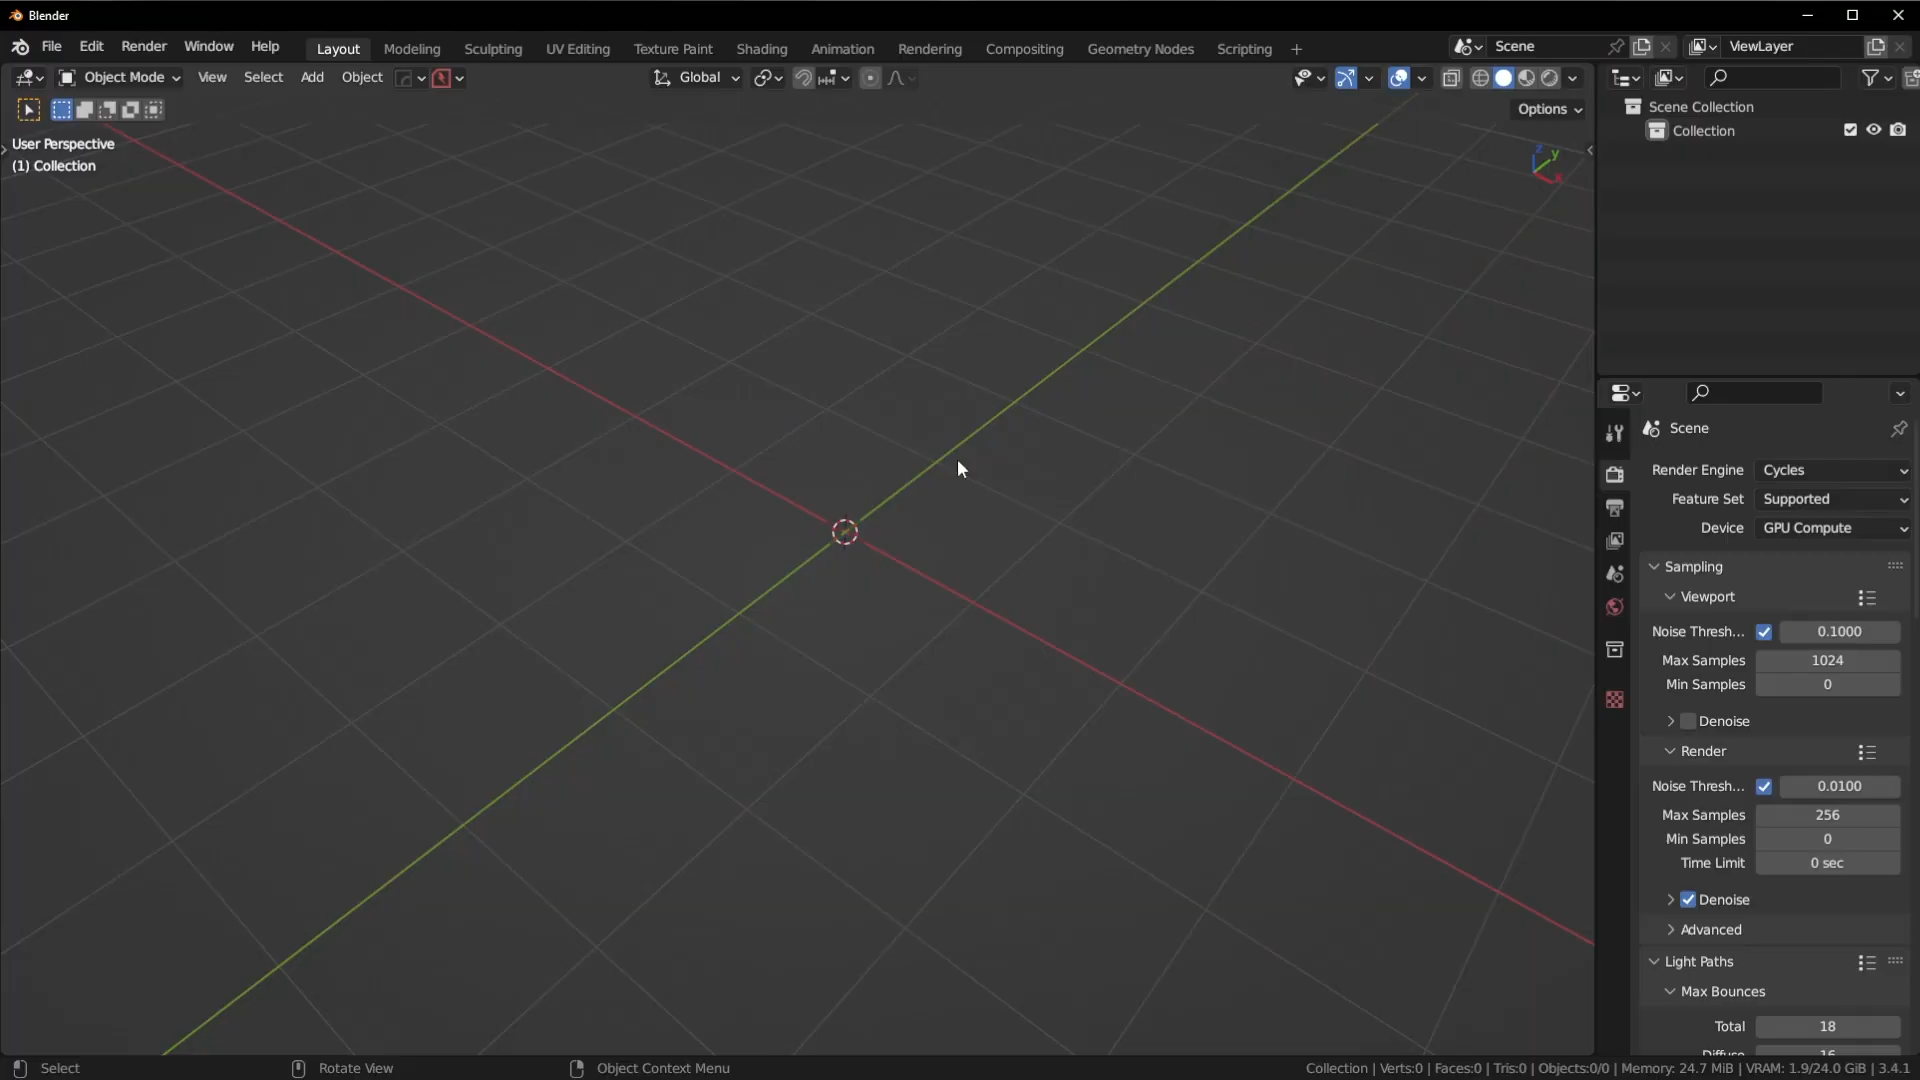 Blender
File Edit Render Window Help Layout Modeling Sculpting UV Editing Texture Paint Shading Animation Rendering Compositing Geometry Nodes Scripting + Scene ViewLayer
Object Mode View Select Add Object Global
Options
User Perspective
(1) Collection
Z
Y
X
Scene Collection
Collection
Scene
Render Engine Cycles
Feature Set Supported
Device GPU Compute
Sampling
Viewport
Noise Thresh... 0.1000
Max Samples 1024
Min Samples 0
Denoise
Render
Noise Thresh... 0.0100
Max Samples 256
Min Samples 0
Time Limit 0 sec
Denoise
Advanced
Light Paths
Max Bounces
Total 18
Diffuse 16
Select Rotate View Object Context Menu Collection | Verts:0 | Faces:0 | Tris:0 | Objects:0/0 | Memory: 24.7 MiB | VRAM: 1.9/24.0 GiB | 3.4.1